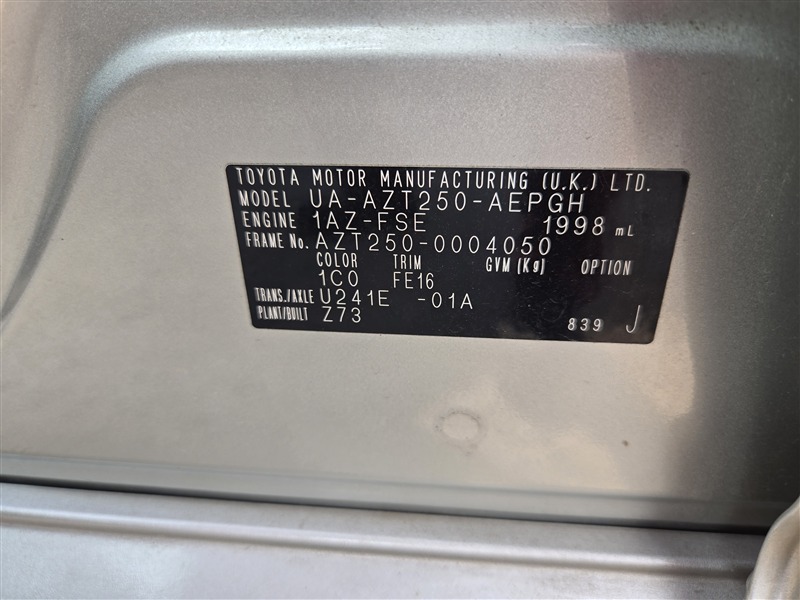 TOYOTA MOTOR MANUFACTURING (U.K.) LTD.
MODEL UA-AZT250-AEPGH
ENGINE 1AZ-FSE 1998 mL
FRAME No. AZT250-0004050
COLOR TRIM GVM (Kg) OPTION
1C0 FE16
TRANS./AXLE U241E -01A
PLANT/BUILT Z73
839 J